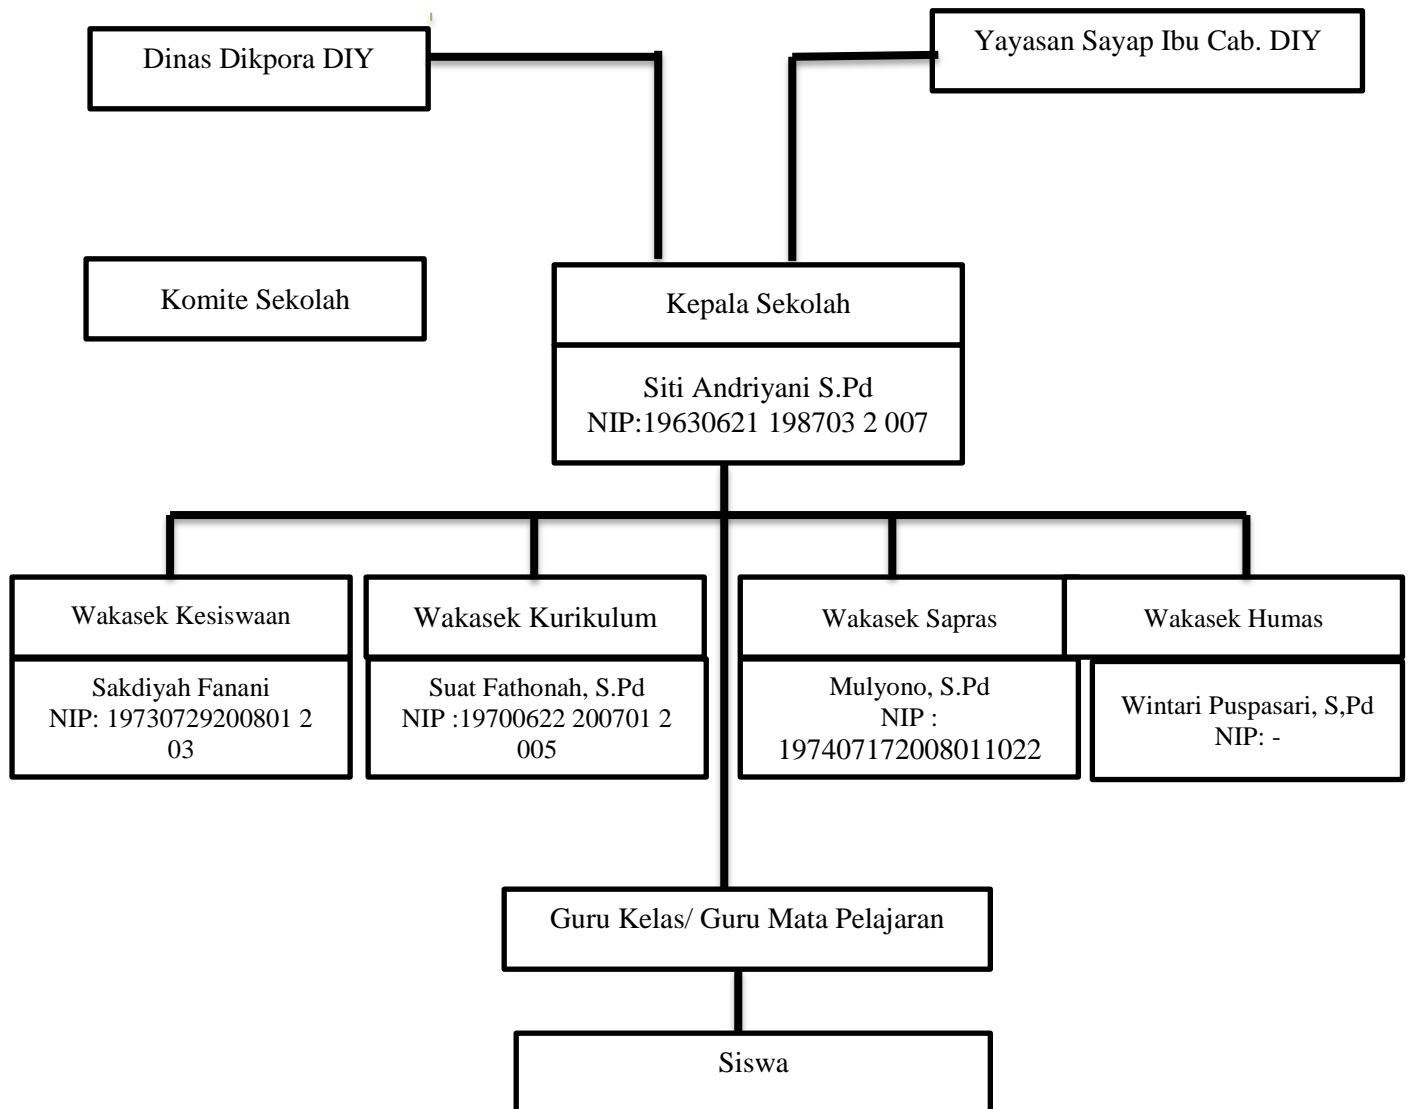 Dinas Dikpora DIY
Yayasan Sayap Ibu Cab. DIY
Komite Sekolah
Kepala Sekolah
Siti Andriyani S.Pd
NIP:19630621 198703 2 007
Wakasek Kesiswaan
Sakdiyah Fanani
NIP: 19730729200801 2
03
Wakasek Kurikulum
Suat Fathonah, S.Pd
NIP :19700622 200701 2
005
Wakasek Sapras
Mulyono, S.Pd
NIP :
197407172008011022
Wakasek Humas
Wintari Puspasari, S,Pd
NIP: -
Guru Kelas/ Guru Mata Pelajaran
Siswa